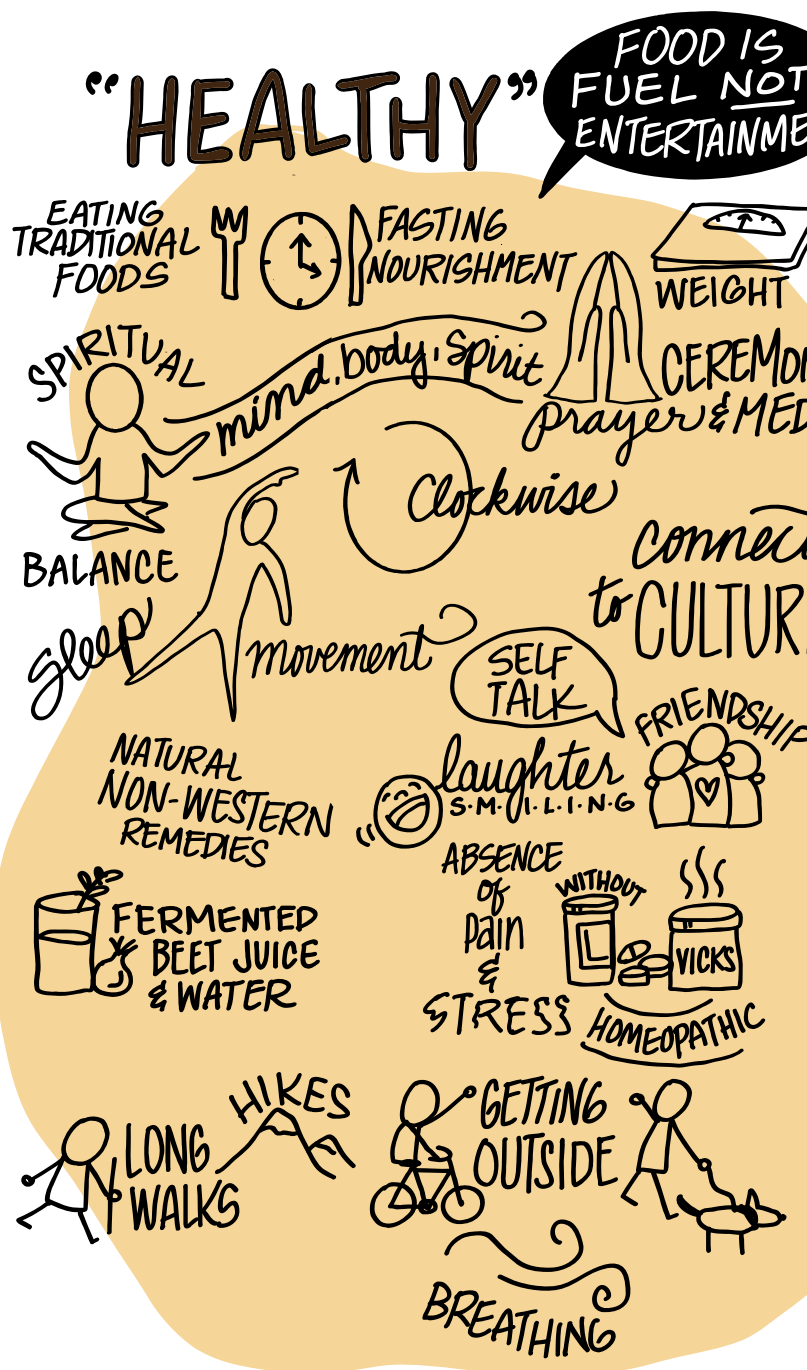 FOOD IS
FUEL NOT
ENTERTAINME
"HEALTHY"
EATING
TRADITIONAL
FOODS
FASTING
NOURISHMENT
WEIGHT
SPIRITUAL
mind, body, spirit
CEREMON
prayer & MED
Clockwise
BALANCE
connec
to CULTUR
sleep
movement
SELF
TALK
FRIENDSHIP
NATURAL
NON-WESTERN
REMEDIES
laughter
S·M·I·L·I·N·G
ABSENCE
of
Pain
&
STRESS
WITHOUT
VICKS
HOMEOPATHIC
FERMENTED
BEET JUICE
& WATER
HIKES
LONG
WALKS
GETTING
OUTSIDE
BREATHING